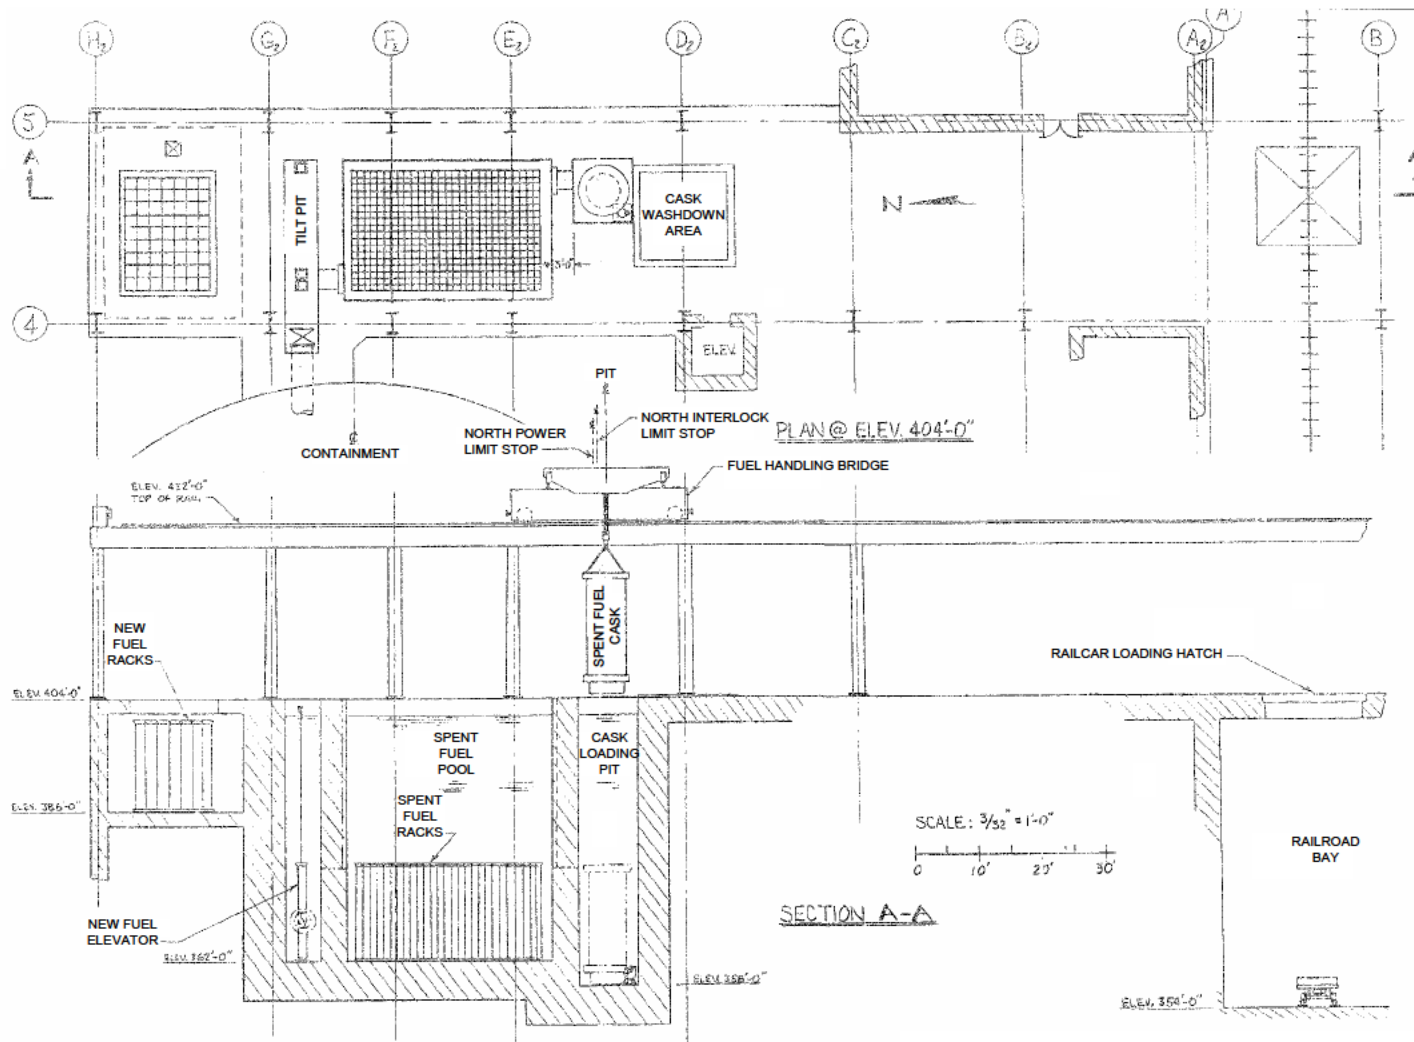 H₂
G₂
F₂
E₂
D₂
C₂
B₂
A₂
A'
B
5
A
A
TILT PIT
CASK
WASHDOWN
AREA
N
3'-0"
4
ELEV.
PIT
NORTH INTERLOCK
LIMIT STOP
NORTH POWER
LIMIT STOP
PLAN @ ELEV. 404'-0"
℄
CONTAINMENT
FUEL HANDLING BRIDGE
ELEV. 432'-0"
TOP OF RAIL
SPENT FUEL
CASK
NEW
FUEL
RACKS
RAILCAR LOADING HATCH
ELEV. 404'-0"
SPENT
FUEL
POOL
CASK
LOADING
PIT
SPENT
FUEL
RACKS
ELEV. 386'-0"
SCALE: 3/32" = 1'-0"
0 10' 20' 30'
RAILROAD
BAY
SECTION A-A
NEW FUEL
ELEVATOR
ELEV. 362'-0"
ELEV. 358'-0"
ELEV. 354'-0"